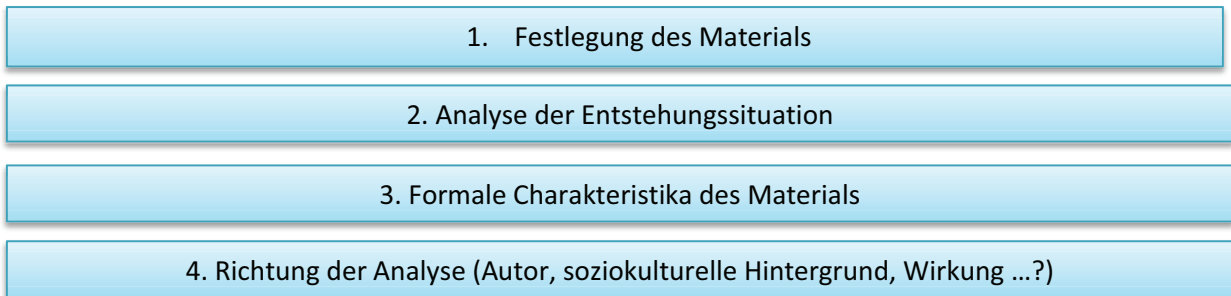 1. Festlegung des Materials
2. Analyse der Entstehungssituation
3. Formale Charakteristika des Materials
4. Richtung der Analyse (Autor, soziokulturelle Hintergrund, Wirkung ...?)